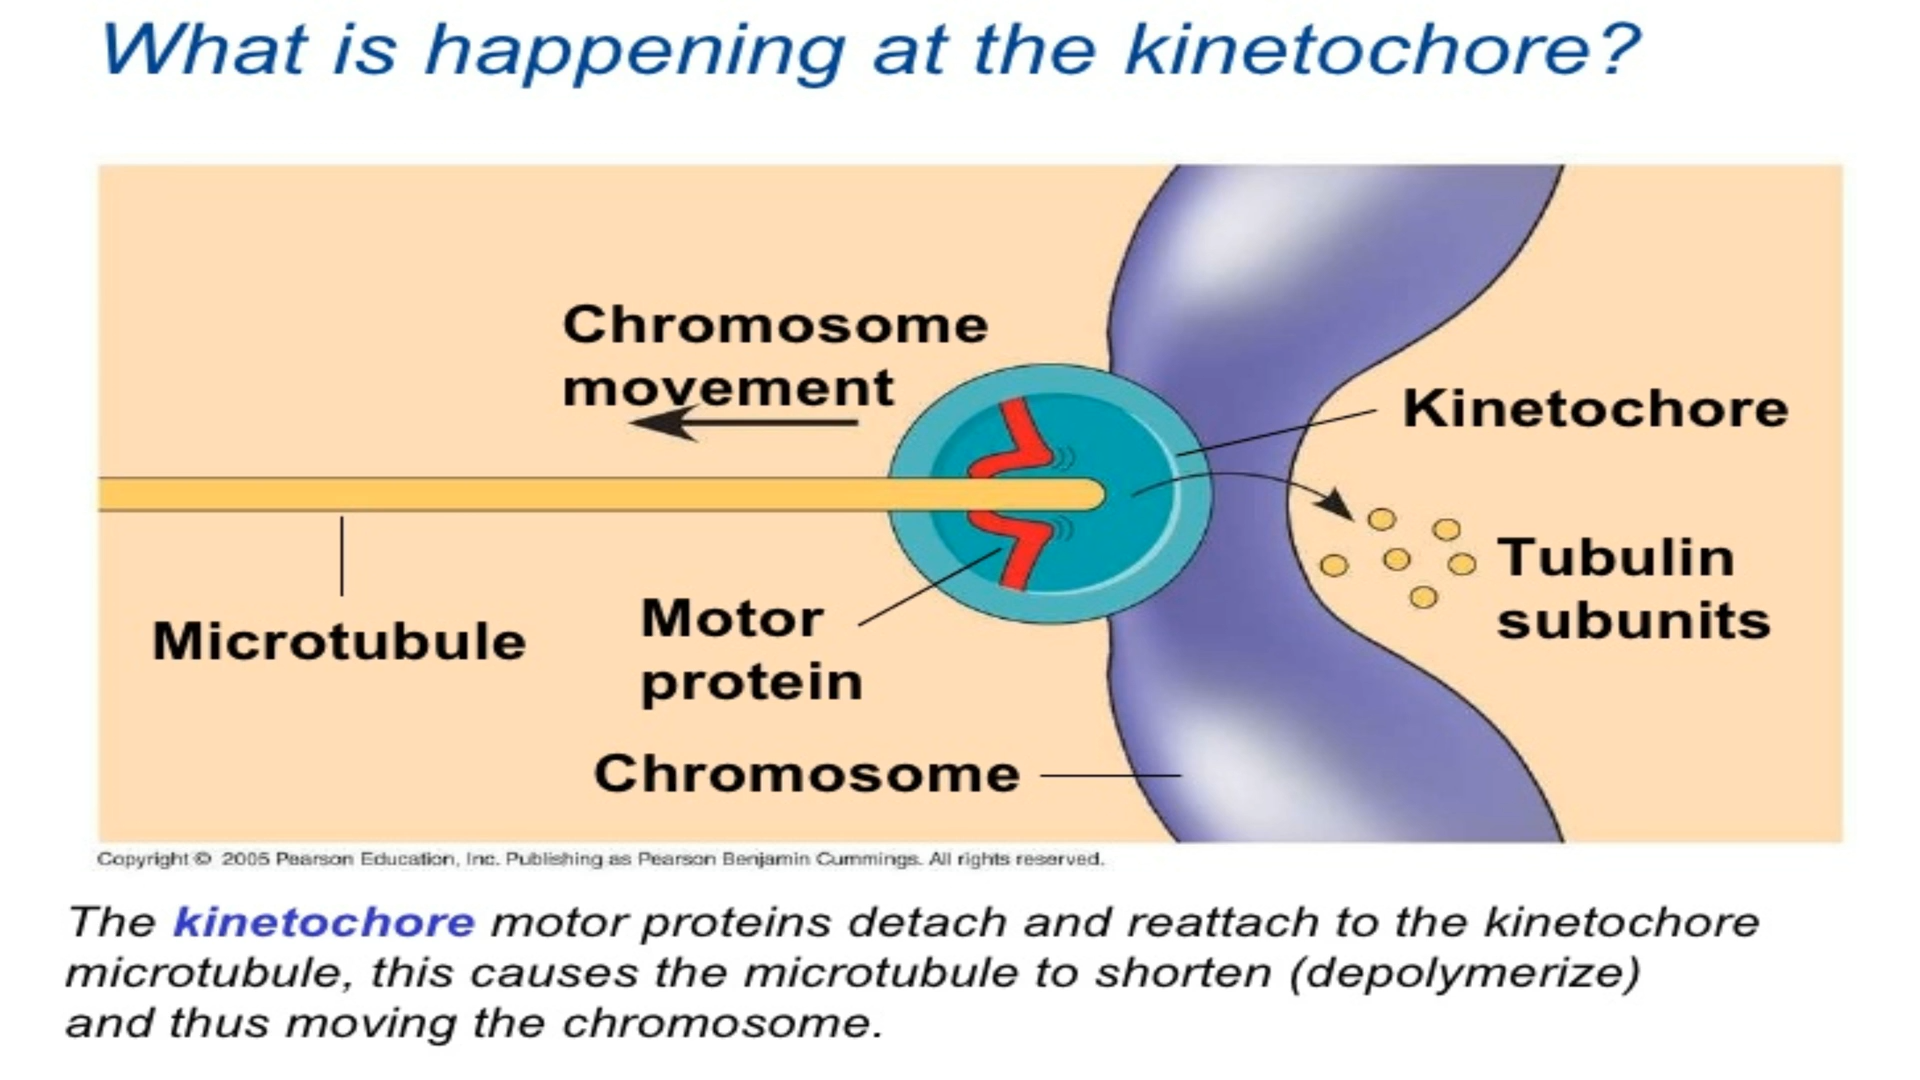 What is happening at the kinetochore?
Chromosome
movement
Kinetochore
Tubulin
subunits
Microtubule
Motor
protein
Chromosome
Copyright © 2005 Pearson Education, Inc. Publishing as Pearson Benjamin Cummings. All rights reserved.
The kinetochore motor proteins detach and reattach to the kinetochore
microtubule, this causes the microtubule to shorten (depolymerize)
and thus moving the chromosome.